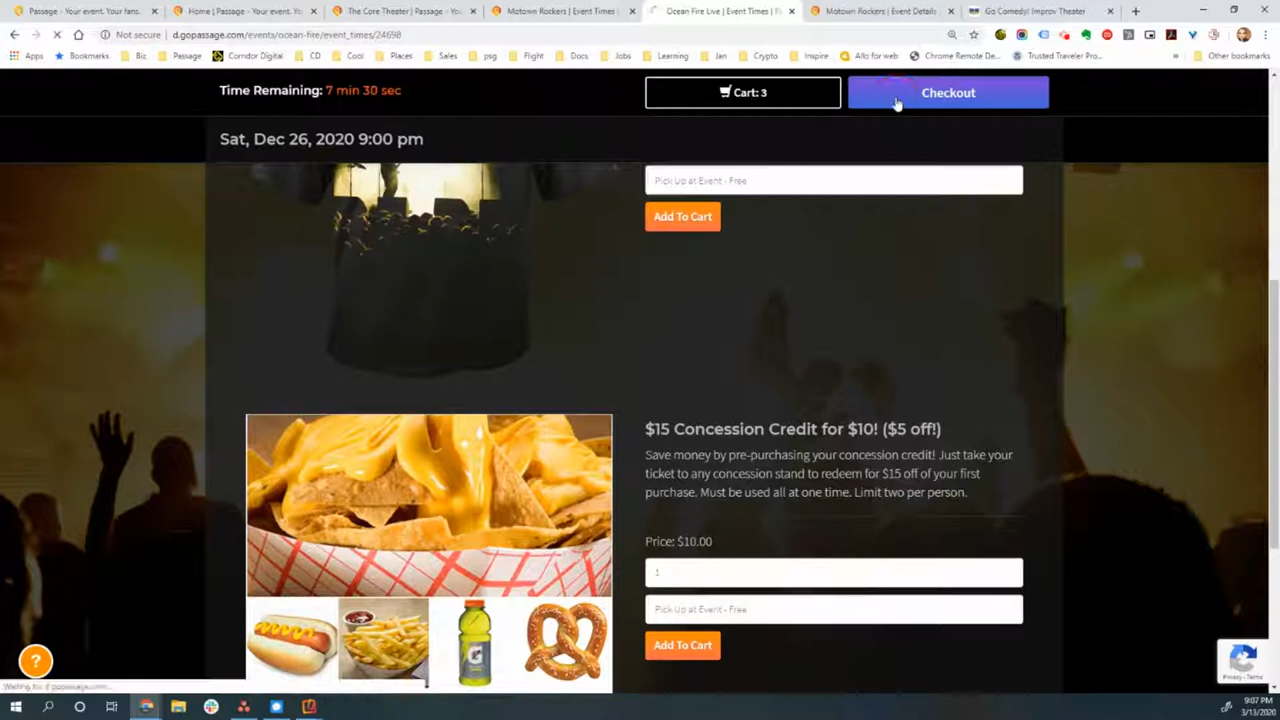 Passage - Your event. Your fans.
Home | Passage - Your event. Yo
The Core Theater | Passage - Yo
Motown Rockers | Event Times |
Ocean Fire Live | Event Times | P
Motown Rockers | Event Details
Go Comedy! Improv Theater
Not secure
d.gopassage.com/events/ocean-fire/event_times/24698
Apps
Bookmarks
Biz
Passage
Corridor Digital
CD
Cool
Places
Sales
psg
Flight
Docs
Jobs
Learning
Jan
Crypto
Inspire
Allo for web
Chrome Remote De...
Trusted Traveler Pro...
»
Other bookmarks
Time Remaining: 7 min 30 sec
Cart: 3
Checkout
Sat, Dec 26, 2020 9:00 pm
Pick Up at Event - Free
Add To Cart
$15 Concession Credit for $10! ($5 off!)
Save money by pre-purchasing your concession credit! Just take your
ticket to any concession stand to redeem for $15 off of your first
purchase. Must be used all at one time. Limit two per person.
Price: $10.00
1
Pick Up at Event - Free
Add To Cart
?
Privacy - Terms
9:07 PM
3/13/2020